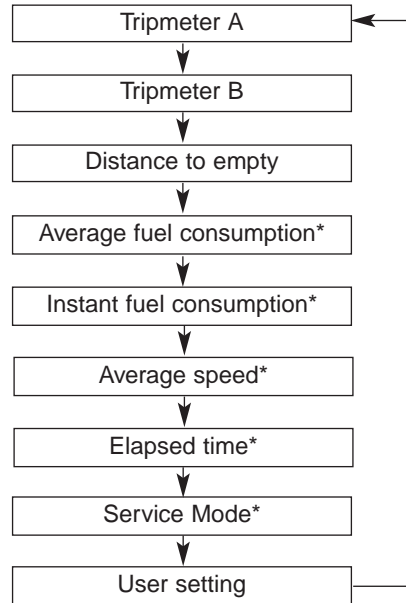 Tripmeter A
Tripmeter B
Distance to empty
Average fuel consumption*
Instant fuel consumption*
Average speed*
Elapsed time*
Service Mode*
User setting